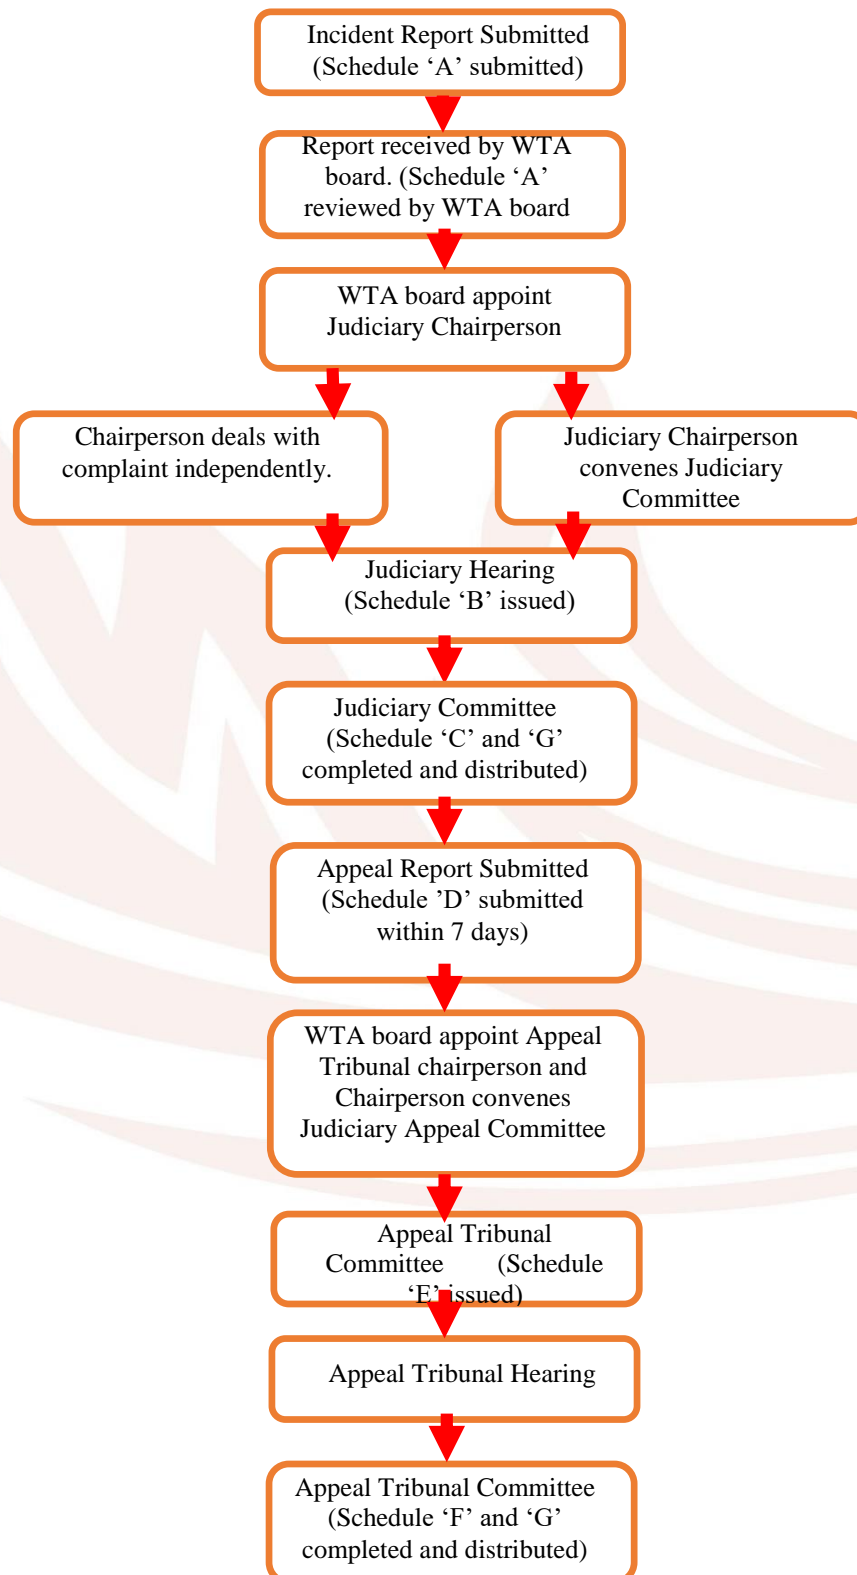 Incident Report Submitted
(Schedule ‘A’ submitted)
Report received by WTA
board. (Schedule ‘A’
reviewed by WTA board
WTA board appoint
Judiciary Chairperson
Chairperson deals with
complaint independently.
Judiciary Chairperson
convenes Judiciary
Committee
Judiciary Hearing
(Schedule ‘B’ issued)
Judiciary Committee
(Schedule ‘C’ and ‘G’
completed and distributed)
Appeal Report Submitted
(Schedule ’D’ submitted
within 7 days)
WTA board appoint Appeal
Tribunal chairperson and
Chairperson convenes
Judiciary Appeal Committee
Appeal Tribunal
Committee (Schedule
‘E’ issued)
Appeal Tribunal Hearing
Appeal Tribunal Committee
(Schedule ‘F’ and ‘G’
completed and distributed)